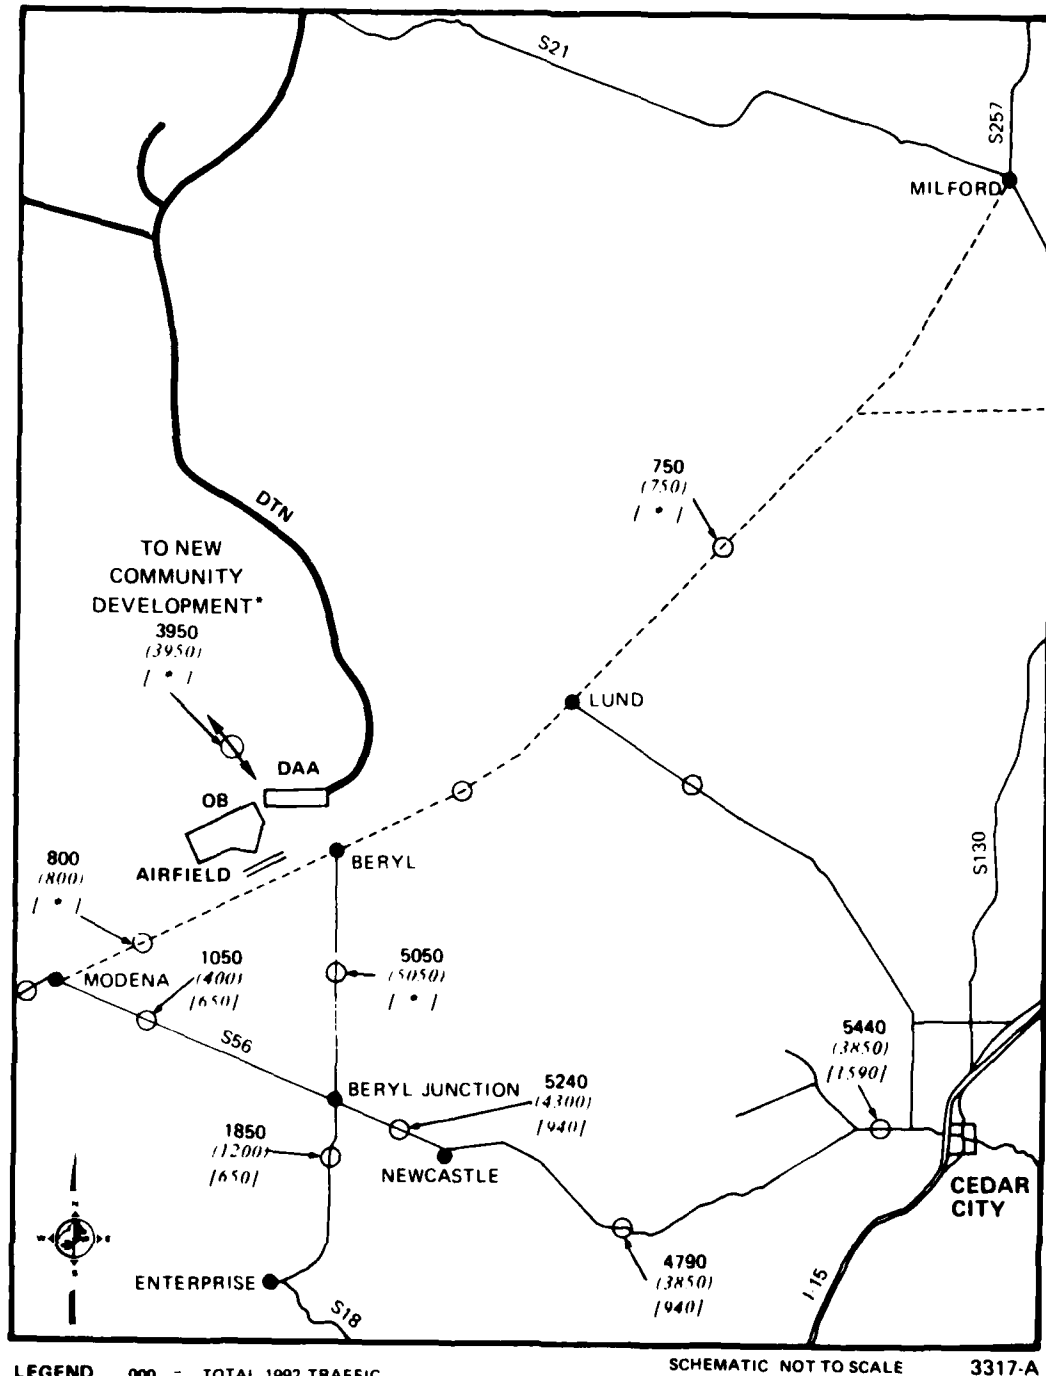 S21
S257
MILFORD
750
(750)
[ * ]
DTN
TO NEW
COMMUNITY
DEVELOPMENT*
3950
(3950)
[ * ]
LUND
DAA
OB
S130
AIRFIELD
BERYL
800
(800)
[ * ]
MODENA
1050
(400)
[650]
5050
(5050)
[ * ]
S56
5440
(3850)
[1590]
BERYL JUNCTION
5240
(4300)
[940]
1850
(1200)
[650]
NEWCASTLE
CEDAR
CITY
N
W
E
S
ENTERPRISE
S18
4790
(3850)
[940]
I-15
LEGEND 000 = TOTAL 1992 TRAFFIC
SCHEMATIC NOT TO SCALE 3317-A